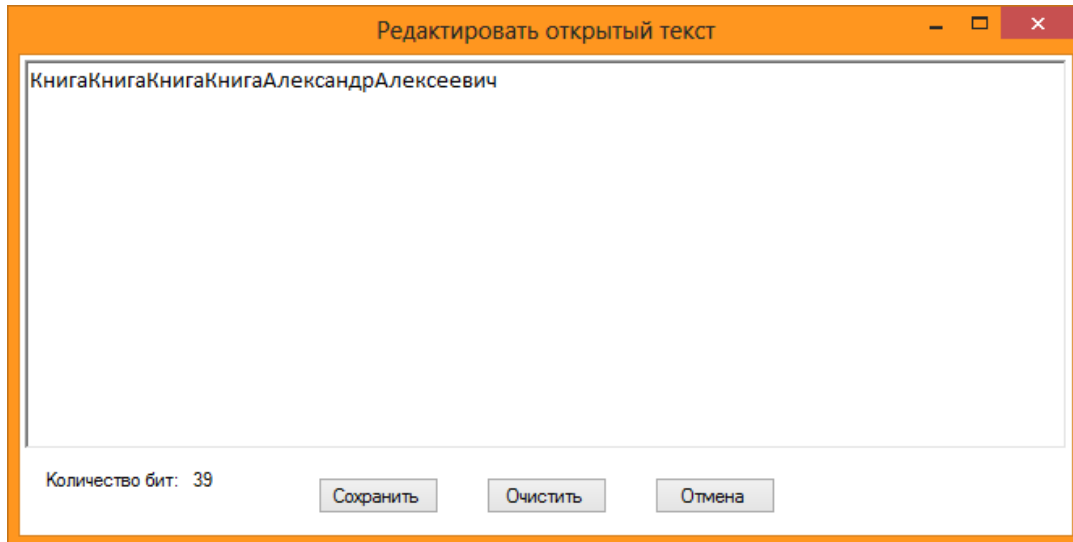 Редактировать открытый текст
КнигаКнигаКнигаКнигаАлександрАлексеевич
Количество бит: 39
Сохранить Очистить Отмена